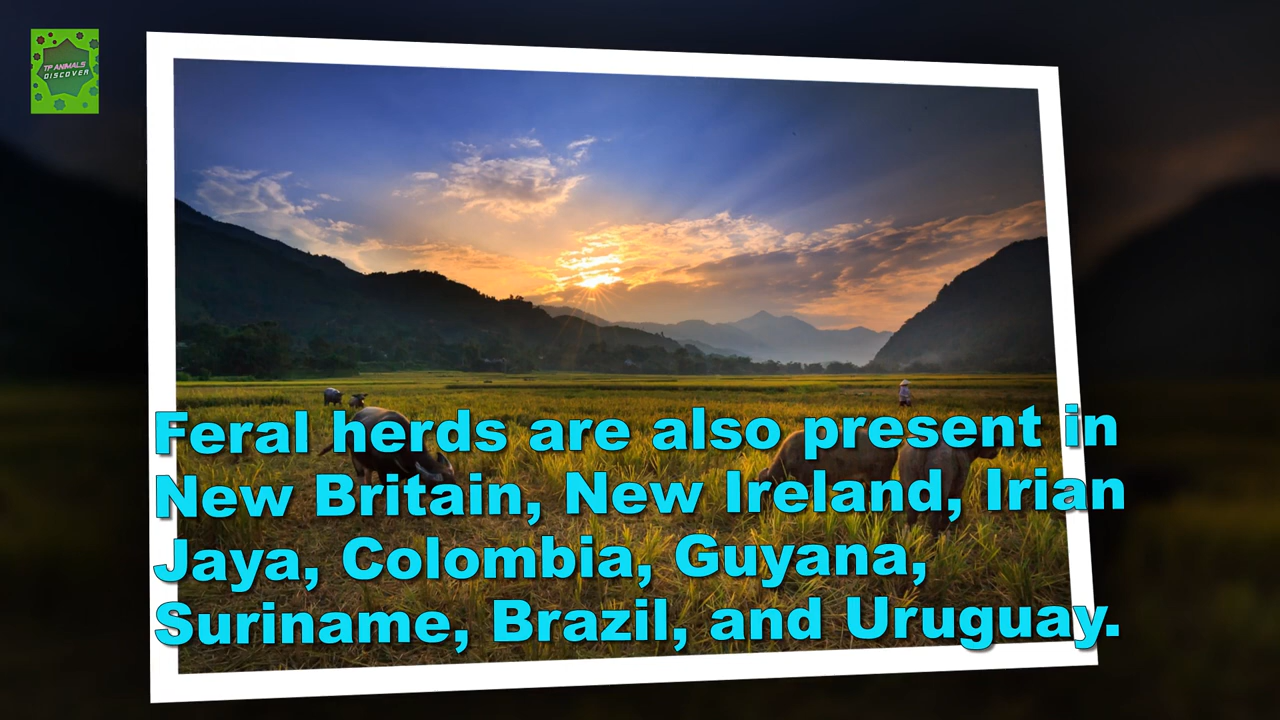 TP ANIMALS
DISCOVER
Feral herds are also present in
New Britain, New Ireland, Irian
Jaya, Colombia, Guyana,
Suriname, Brazil, and Uruguay.